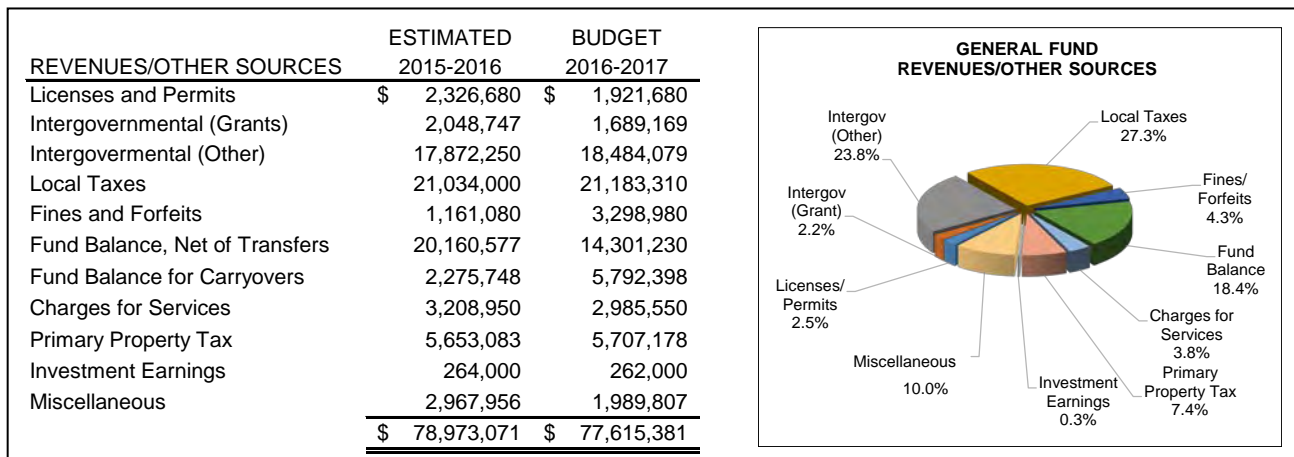 ESTIMATED BUDGET
REVENUES/OTHER SOURCES 2015-2016 2016-2017
Licenses and Permits $ 2,326,680 $ 1,921,680
Intergovernmental (Grants) 2,048,747 1,689,169
Intergovermental (Other) 17,872,250 18,484,079
Local Taxes 21,034,000 21,183,310
Fines and Forfeits 1,161,080 3,298,980
Fund Balance, Net of Transfers 20,160,577 14,301,230
Fund Balance for Carryovers 2,275,748 5,792,398
Charges for Services 3,208,950 2,985,550
Primary Property Tax 5,653,083 5,707,178
Investment Earnings 264,000 262,000
Miscellaneous 2,967,956 1,989,807
$ 78,973,071 $ 77,615,381
GENERAL FUND
REVENUES/OTHER SOURCES
Local Taxes
27.3%
Fines/
Forfeits
4.3%
Fund
Balance
18.4%
Charges for
Services
3.8%
Primary
Property Tax
7.4%
Investment
Earnings
0.3%
Miscellaneous
10.0%
Licenses/
Permits
2.5%
Intergov
(Grant)
2.2%
Intergov
(Other)
23.8%